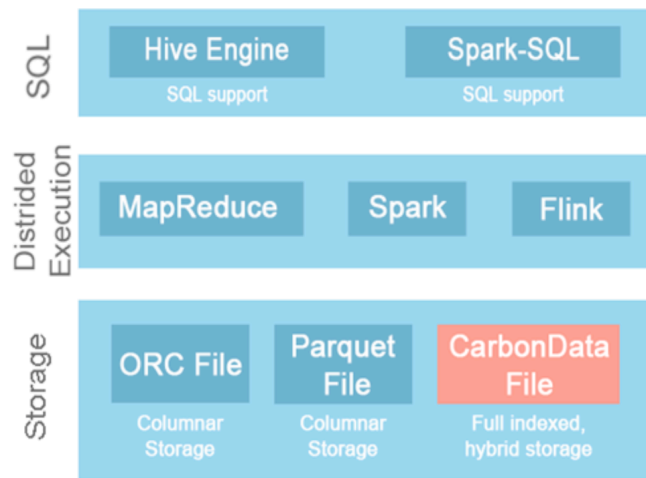 SQL
Hive Engine
SQL support
Spark-SQL
SQL support
Distrided
Execution
MapReduce
Spark
Flink
Storage
ORC File
Columnar
Storage
Parquet
File
Columnar
Storage
CarbonData
File
Full indexed,
hybrid storage